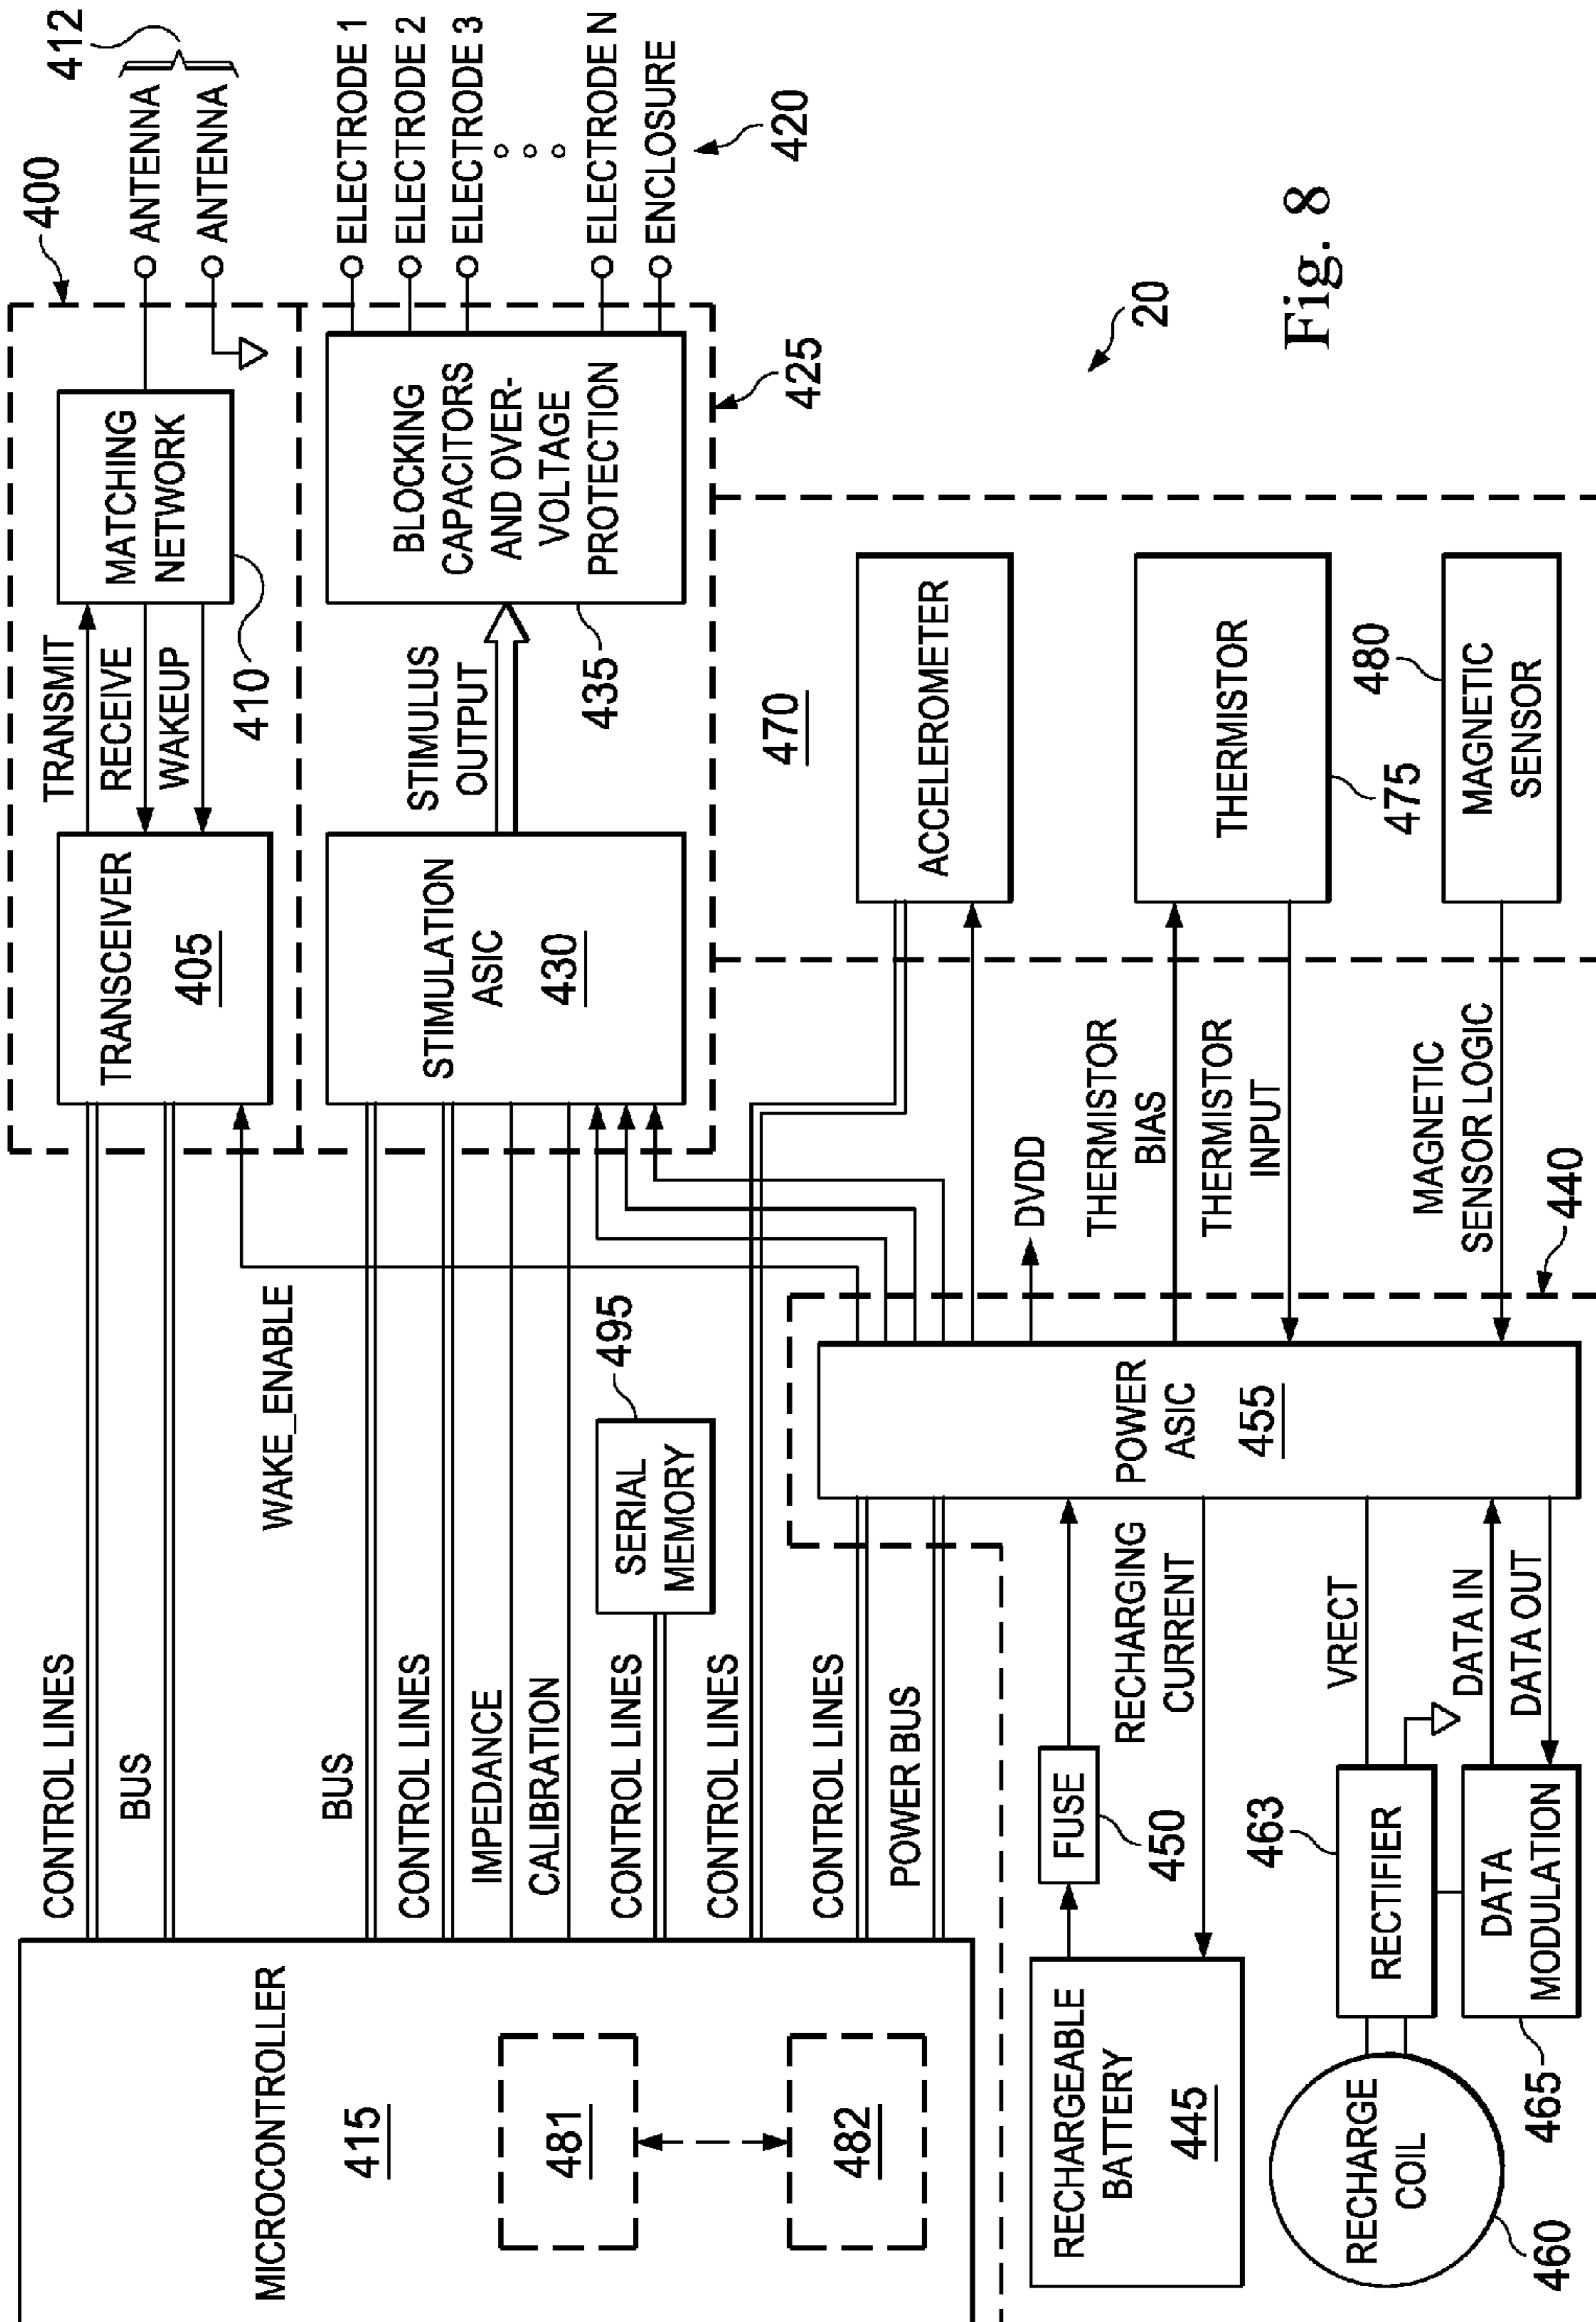 MICROCONTROLLER
415
481
482
CONTROL LINES
BUS
WAKE_ENABLE
BUS
CONTROL LINES
IMPEDANCE
CALIBRATION
CONTROL LINES
SERIAL
MEMORY
495
CONTROL LINES
CONTROL LINES
POWER BUS
TRANSCEIVER
405
TRANSMIT
RECEIVE
WAKEUP
MATCHING
NETWORK
410
400
ANTENNA
ANTENNA
412
STIMULATION
ASIC
430
STIMULUS
OUTPUT
BLOCKING
CAPACITORS
AND OVER-
VOLTAGE
PROTECTION
435
ELECTRODE 1
ELECTRODE 2
ELECTRODE 3
ELECTRODE N
ENCLOSURE
420
425
RECHARGEABLE
BATTERY
445
FUSE
450
RECHARGING
CURRENT
RECHARGE
COIL
460
RECTIFIER
463
VRECT
DATA
MODULATION
465
DATA IN
DATA OUT
POWER
ASIC
455
440
DVDD
THERMISTOR
BIAS
THERMISTOR
INPUT
MAGNETIC
SENSOR LOGIC
470
ACCELEROMETER
THERMISTOR
475
MAGNETIC
SENSOR
480
20
Fig. 8